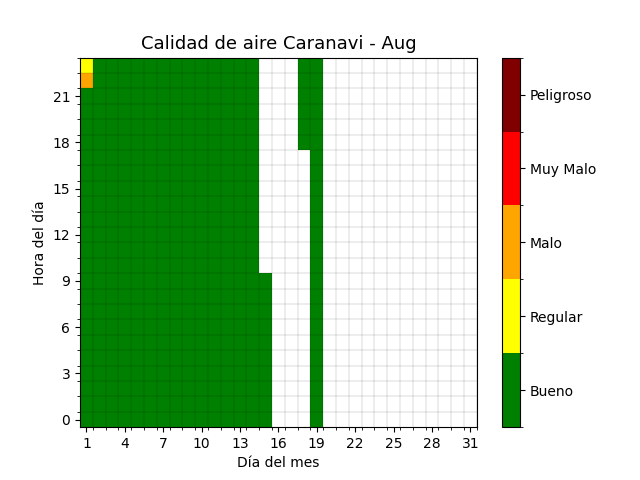 Calidad de aire Caranavi - Aug
Hora del día
21
18
15
12
9
6
3
0
1 4 7 10 13 16 19 22 25 28 31
Día del mes
Peligroso
Muy Malo
Malo
Regular
Bueno